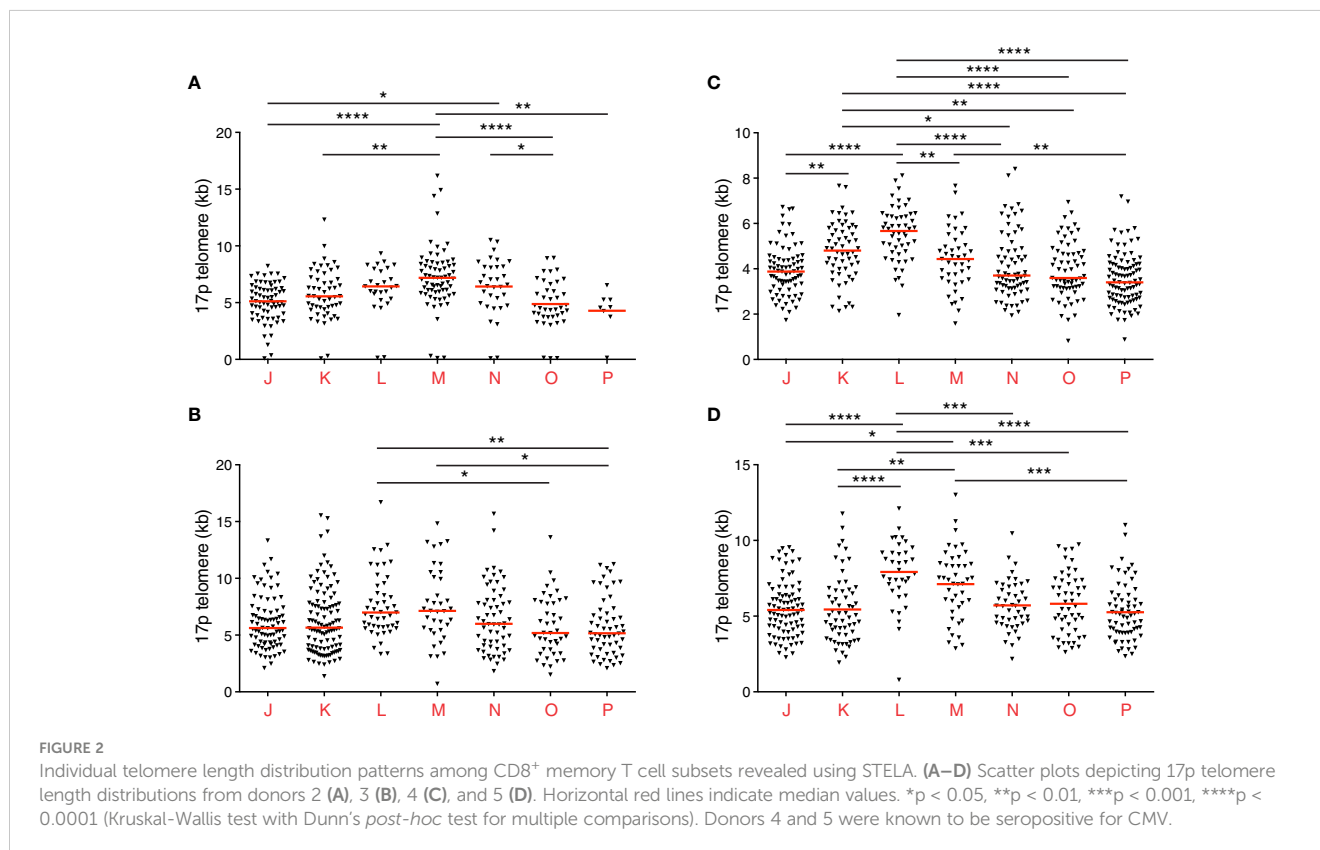 A
*
**
****
****
**
*
20
15
10
5
0
17p telomere (kb)
J K L M N O P
C
****
****
****
**
*
****
****
**
**
**
10
8
6
4
2
0
17p telomere (kb)
J K L M N O P
B
**
*
*
20
15
10
5
0
17p telomere (kb)
J K L M N O P
D
***
****
****
*
***
**
***
****
15
10
5
0
17p telomere (kb)
J K L M N O P
FIGURE 2
Individual telomere length distribution patterns among CD8⁺ memory T cell subsets revealed using STELA. (A–D) Scatter plots depicting 17p telomere
length distributions from donors 2 (A), 3 (B), 4 (C), and 5 (D). Horizontal red lines indicate median values. *p < 0.05, **p < 0.01, ***p < 0.001, ****p <
0.0001 (Kruskal-Wallis test with Dunn's post-hoc test for multiple comparisons). Donors 4 and 5 were known to be seropositive for CMV.